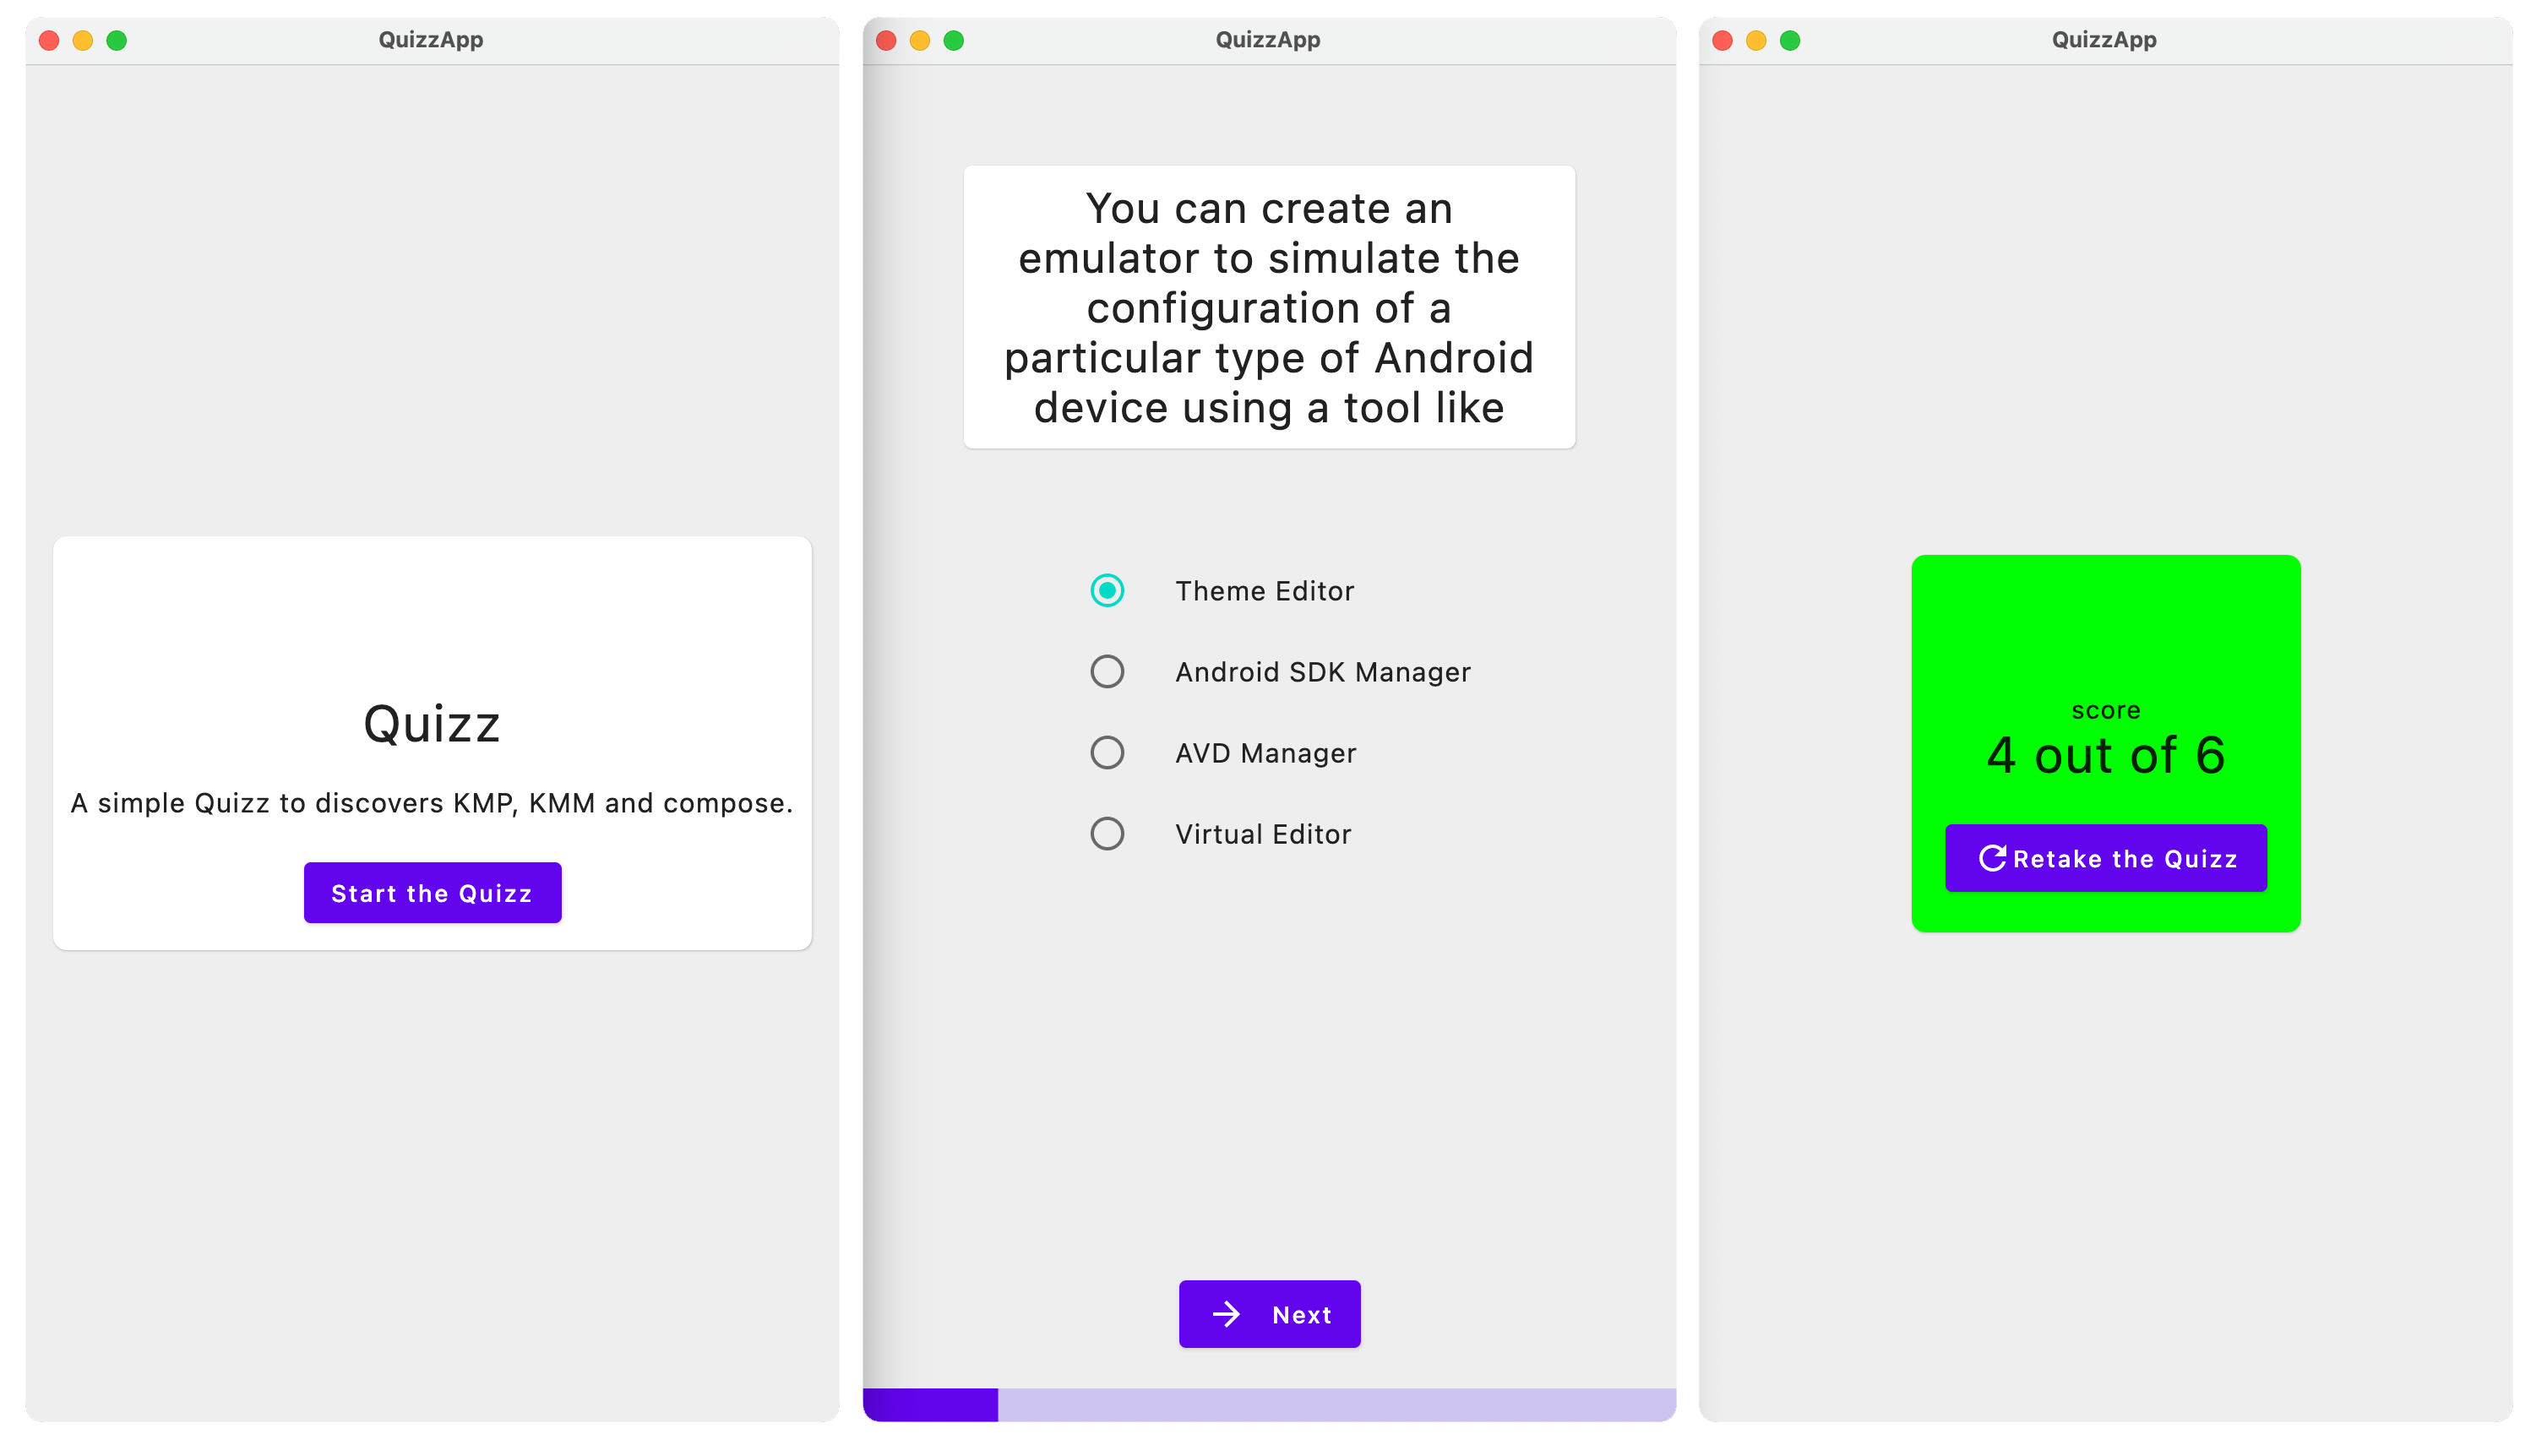 QuizzApp
Quizz
A simple Quizz to discovers KMP, KMM and compose.
Start the Quizz
QuizzApp
You can create an
emulator to simulate the
configuration of a
particular type of Android
device using a tool like
Theme Editor
Android SDK Manager
AVD Manager
Virtual Editor
Next
QuizzApp
score
4 out of 6
Retake the Quizz